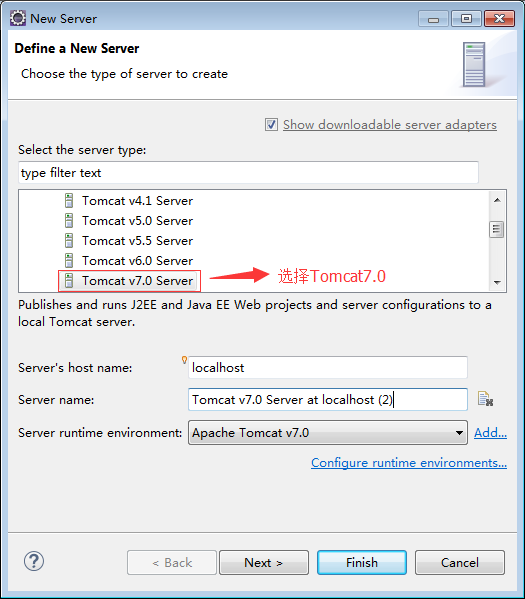 New Server
Define a New Server
Choose the type of server to create
Show downloadable server adapters
Select the server type:
type filter text
Tomcat v4.1 Server
Tomcat v5.0 Server
Tomcat v5.5 Server
Tomcat v6.0 Server
Tomcat v7.0 Server 选择Tomcat7.0
Publishes and runs J2EE and Java EE Web projects and server configurations to a
local Tomcat server.
Server's host name: localhost
Server name: Tomcat v7.0 Server at localhost (2)
Server runtime environment: Apache Tomcat v7.0 Add...
Configure runtime environments...
? < Back Next > Finish Cancel